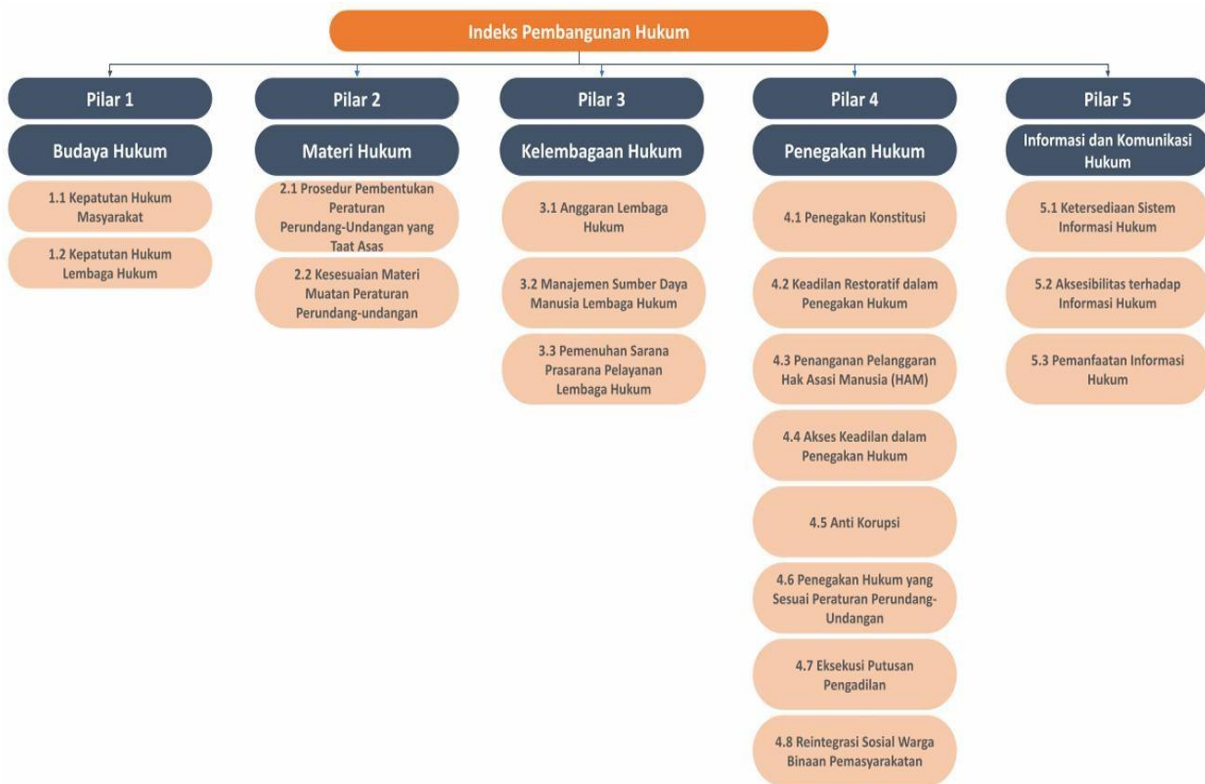 Indeks Pembangunan Hukum
Pilar 1
Budaya Hukum
1.1 Kepatutan Hukum
Masyarakat
1.2 Kepatutan Hukum
Lembaga Hukum
Pilar 2
Materi Hukum
2.1 Prosedur Pembentukan
Peraturan
Perundang-Undangan yang
Taat Asas
2.2 Kesesuaian Materi
Muatan Peraturan
Perundang-undangan
Pilar 3
Kelembagaan Hukum
3.1 Anggaran Lembaga
Hukum
3.2 Manajemen Sumber Daya
Manusia Lembaga Hukum
3.3 Pemenuhan Sarana
Prasarana Pelayanan
Lembaga Hukum
Pilar 4
Penegakan Hukum
4.1 Penegakan Konstitusi
4.2 Keadilan Restoratif dalam
Penegakan Hukum
4.3 Penanganan Pelanggaran
Hak Asasi Manusia (HAM)
4.4 Akses Keadilan dalam
Penegakan Hukum
4.5 Anti Korupsi
4.6 Penegakan Hukum yang
Sesuai Peraturan Perundang-
Undangan
4.7 Eksekusi Putusan
Pengadilan
4.8 Reintegrasi Sosial Warga
Binaan Pemasyarakatan
Pilar 5
Informasi dan Komunikasi
Hukum
5.1 Ketersediaan Sistem
Informasi Hukum
5.2 Aksesibilitas terhadap
Informasi Hukum
5.3 Pemanfaatan Informasi
Hukum